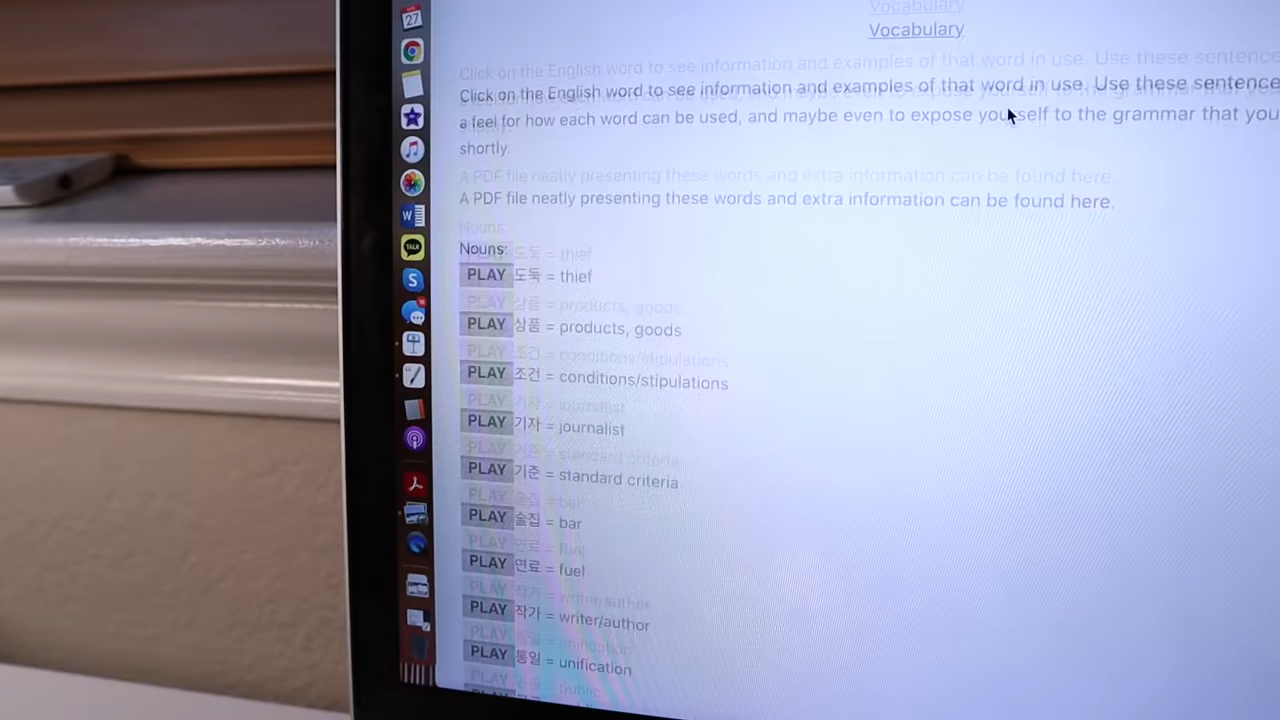 27
Vocabulary
Click on the English word to see information and examples of that word in use. Use these sentence
a feel for how each word can be used, and maybe even to expose yourself to the grammar that you
shortly.
A PDF file neatly presenting these words and extra information can be found here.
Nouns:
PLAY 도둑 = thief
PLAY 상품 = products, goods
PLAY 조건 = conditions/stipulations
PLAY 기자 = journalist
PLAY 기준 = standard criteria
PLAY 술집 = bar
PLAY 연료 = fuel
PLAY 작가 = writer/author
PLAY 통일 = unification
TALK